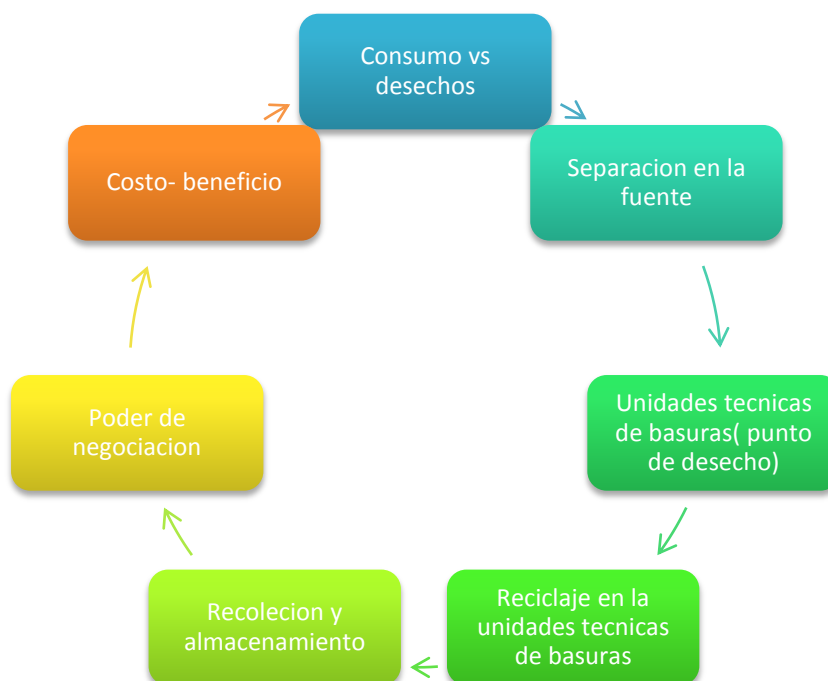 Consumo vs
desechos
Separacion en la
fuente
Unidades tecnicas
de basuras( punto
de desecho)
Reciclaje en la
unidades tecnicas
de basuras
Recolecion y
almacenamiento
Poder de
negociacion
Costo- beneficio